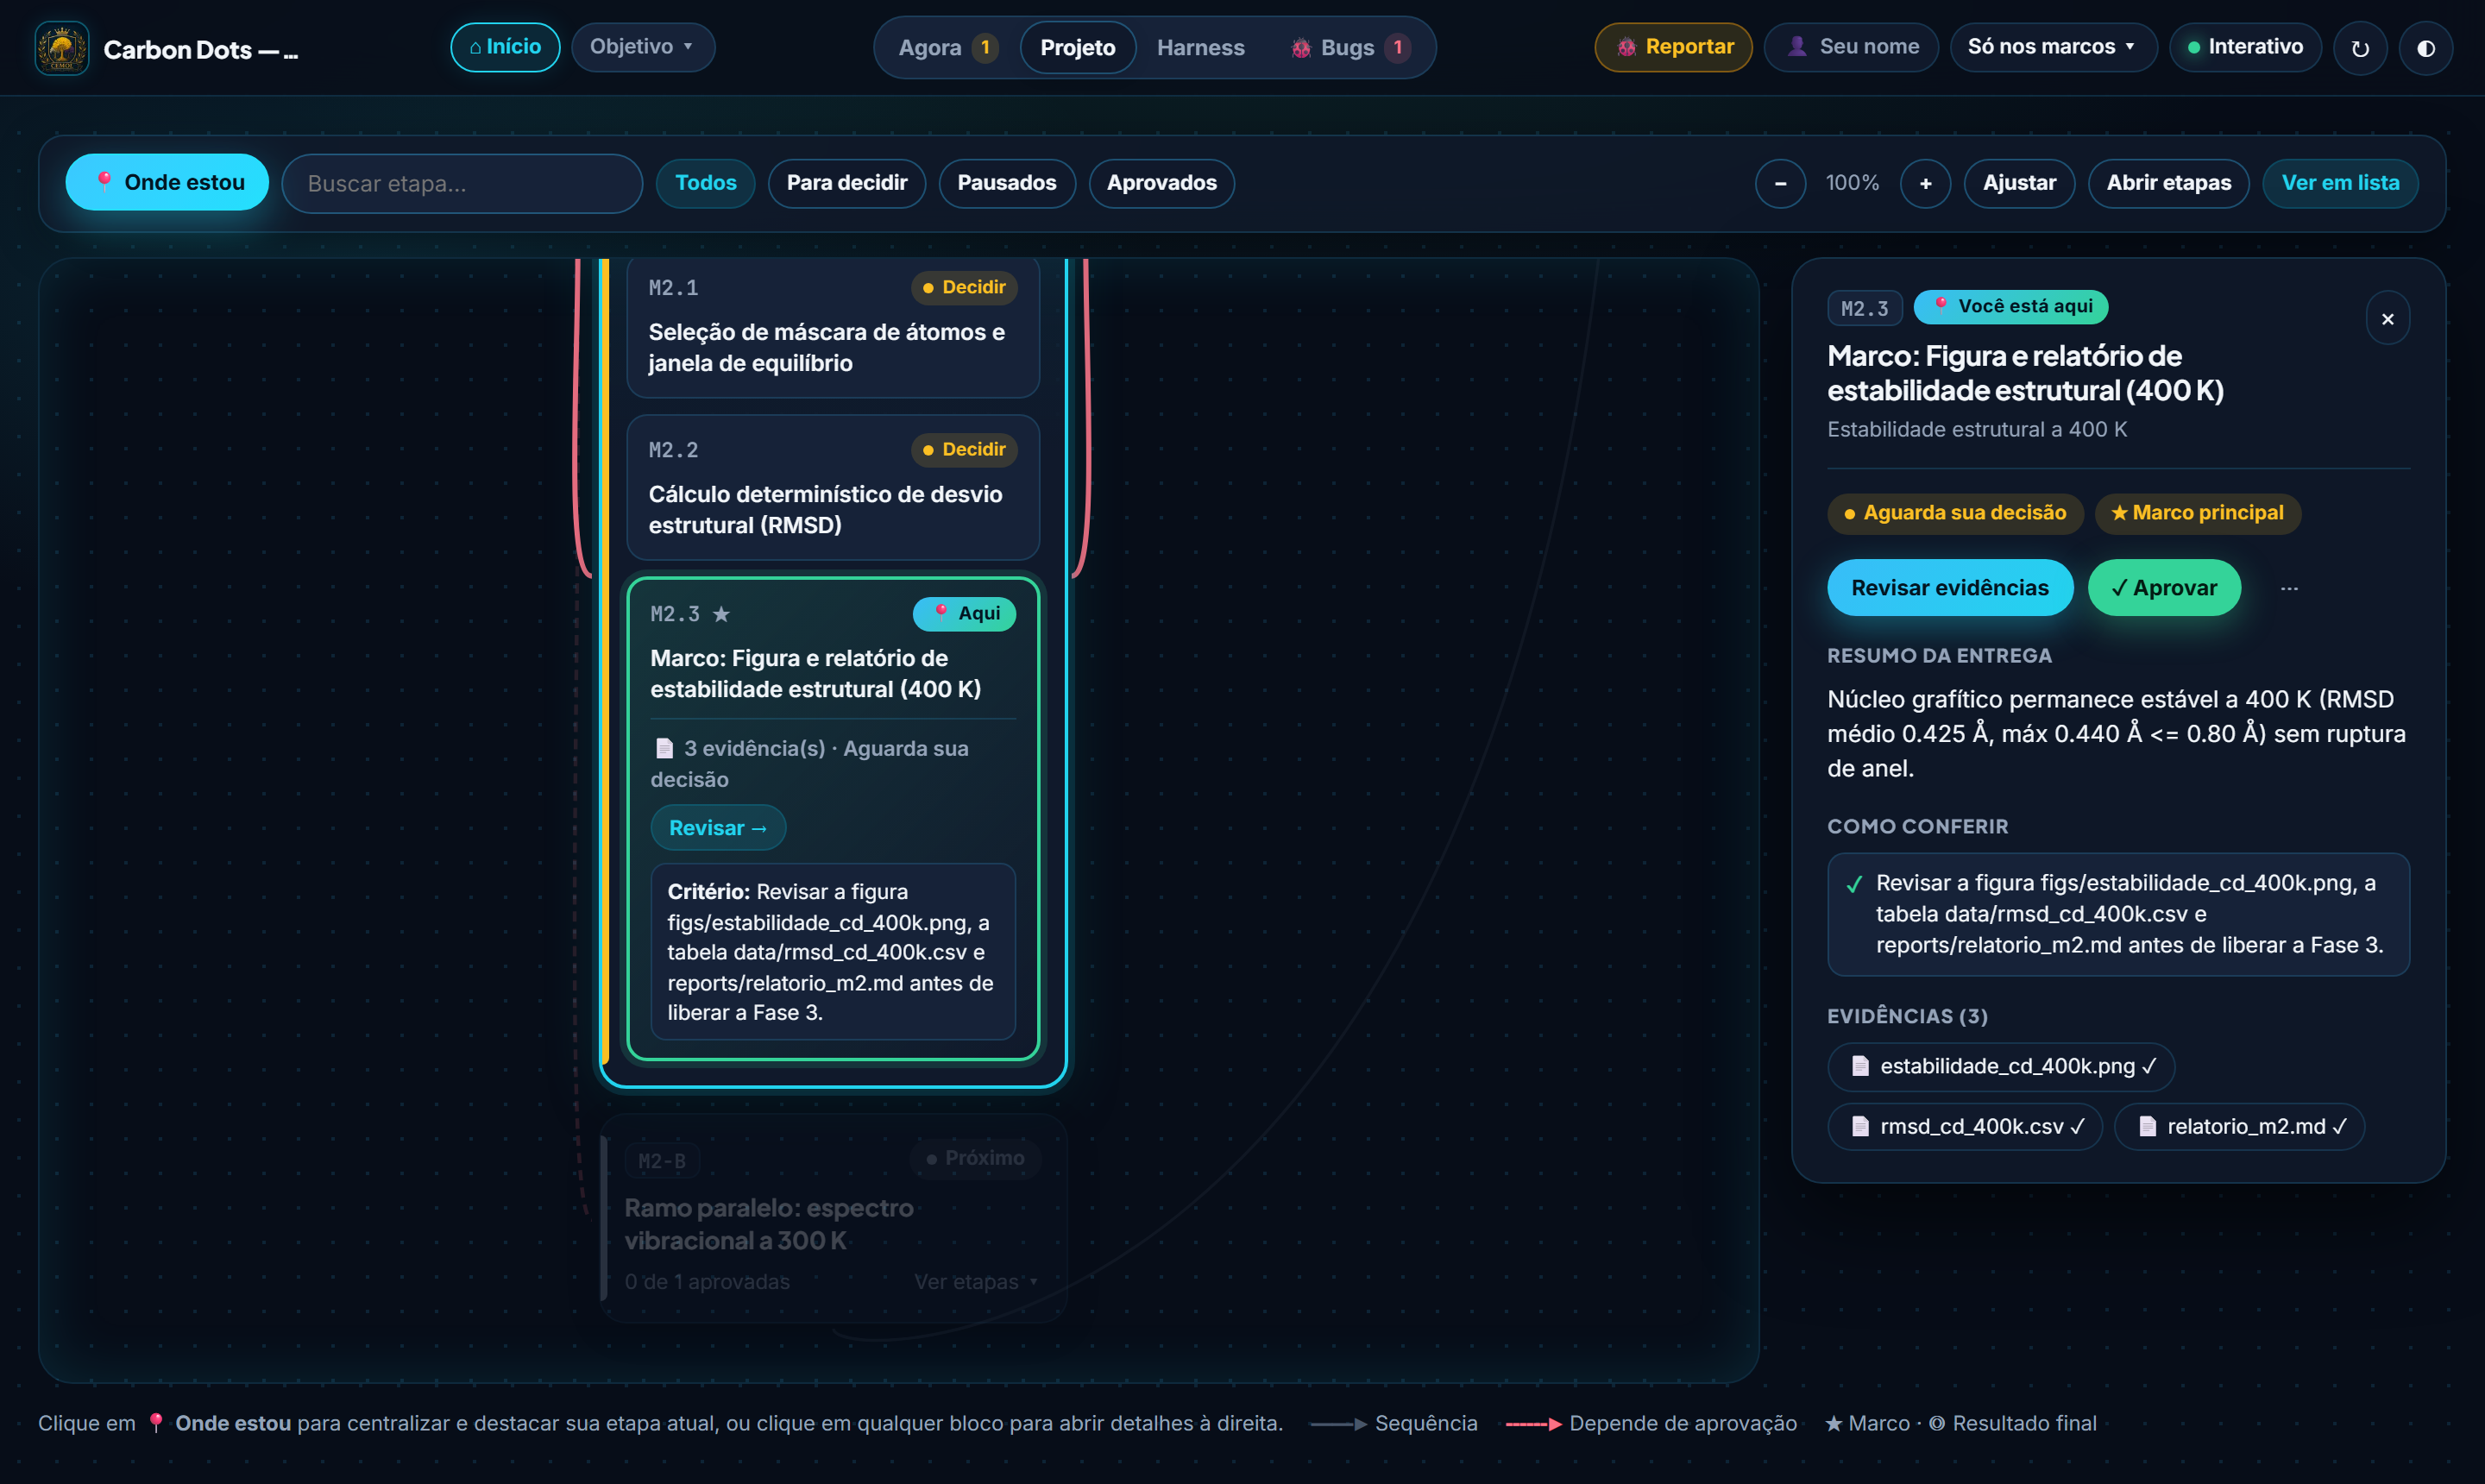 Carbon Dots — ...
⌂ Início
Objetivo ▾
Agora 1
Projeto
Harness
Bugs 1
Reportar
Seu nome
Só nos marcos ▾
Interativo
Onde estou
Buscar etapa...
Todos
Para decidir
Pausados
Aprovados
−
100%
+
Ajustar
Abrir etapas
Ver em lista
M2.1
Decidir
Seleção de máscara de átomos e
janela de equilíbrio
M2.2
Decidir
Cálculo determinístico de desvio
estrutural (RMSD)
M2.3 ★
Aqui
Marco: Figura e relatório de
estabilidade estrutural (400 K)
3 evidência(s) · Aguarda sua
decisão
Revisar →
Critério: Revisar a figura
figs/estabilidade_cd_400k.png, a
tabela data/rmsd_cd_400k.csv e
reports/relatorio_m2.md antes de
liberar a Fase 3.
M2-B
Próximo
Ramo paralelo: espectro
vibracional a 300 K
0 de 1 aprovadas
Ver etapas ▾
M2.3
Você está aqui
×
Marco: Figura e relatório de
estabilidade estrutural (400 K)
Estabilidade estrutural a 400 K
Aguarda sua decisão
★ Marco principal
Revisar evidências
✓ Aprovar
...
RESUMO DA ENTREGA
Núcleo grafítico permanece estável a 400 K (RMSD
médio 0.425 Å, máx 0.440 Å <= 0.80 Å) sem ruptura
de anel.
COMO CONFERIR
✓ Revisar a figura figs/estabilidade_cd_400k.png, a
tabela data/rmsd_cd_400k.csv e
reports/relatorio_m2.md antes de liberar a Fase 3.
EVIDÊNCIAS (3)
estabilidade_cd_400k.png ✓
rmsd_cd_400k.csv ✓
relatorio_m2.md ✓
Clique em 📍 Onde estou para centralizar e destacar sua etapa atual, ou clique em qualquer bloco para abrir detalhes à direita.
Sequência
Depende de aprovação
★ Marco · ◎ Resultado final